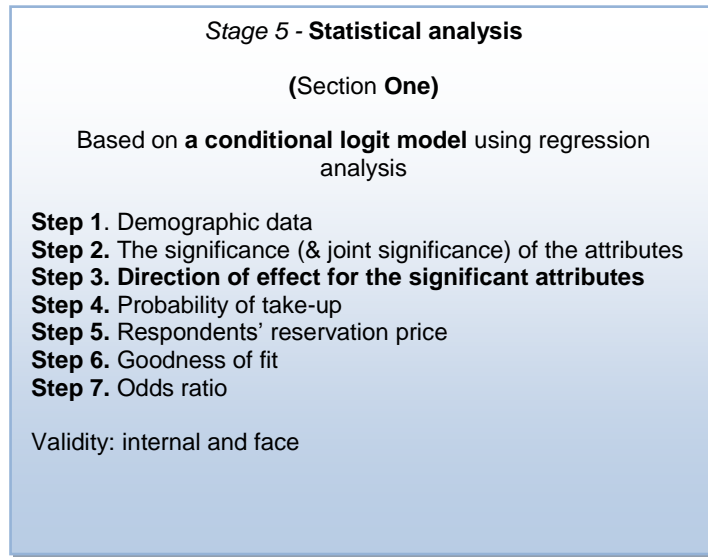 Stage 5 - Statistical analysis
(Section One)
Based on a conditional logit model using regression
analysis
Step 1. Demographic data
Step 2. The significance (& joint significance) of the attributes
Step 3. Direction of effect for the significant attributes
Step 4. Probability of take-up
Step 5. Respondents’ reservation price
Step 6. Goodness of fit
Step 7. Odds ratio
Validity: internal and face